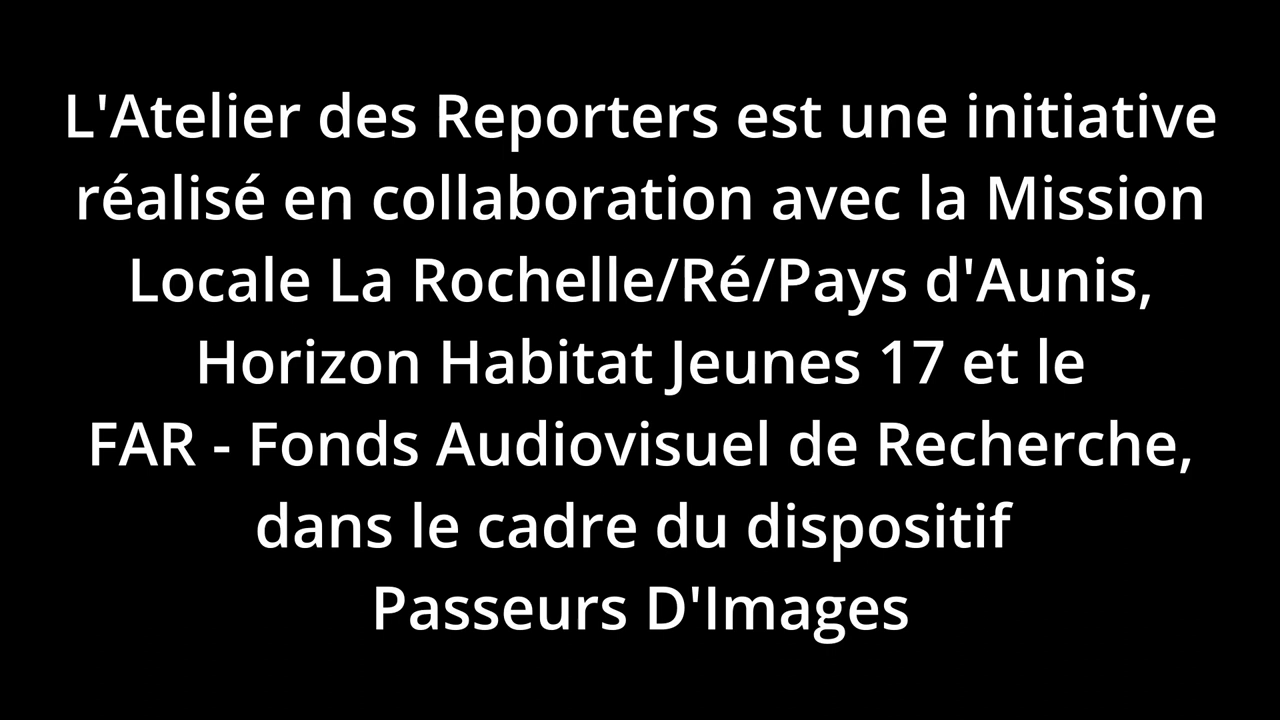 L'Atelier des Reporters est une initiative
réalisé en collaboration avec la Mission
Locale La Rochelle/Ré/Pays d'Aunis,
Horizon Habitat Jeunes 17 et le
FAR - Fonds Audiovisuel de Recherche,
dans le cadre du dispositif
Passeurs D'Images